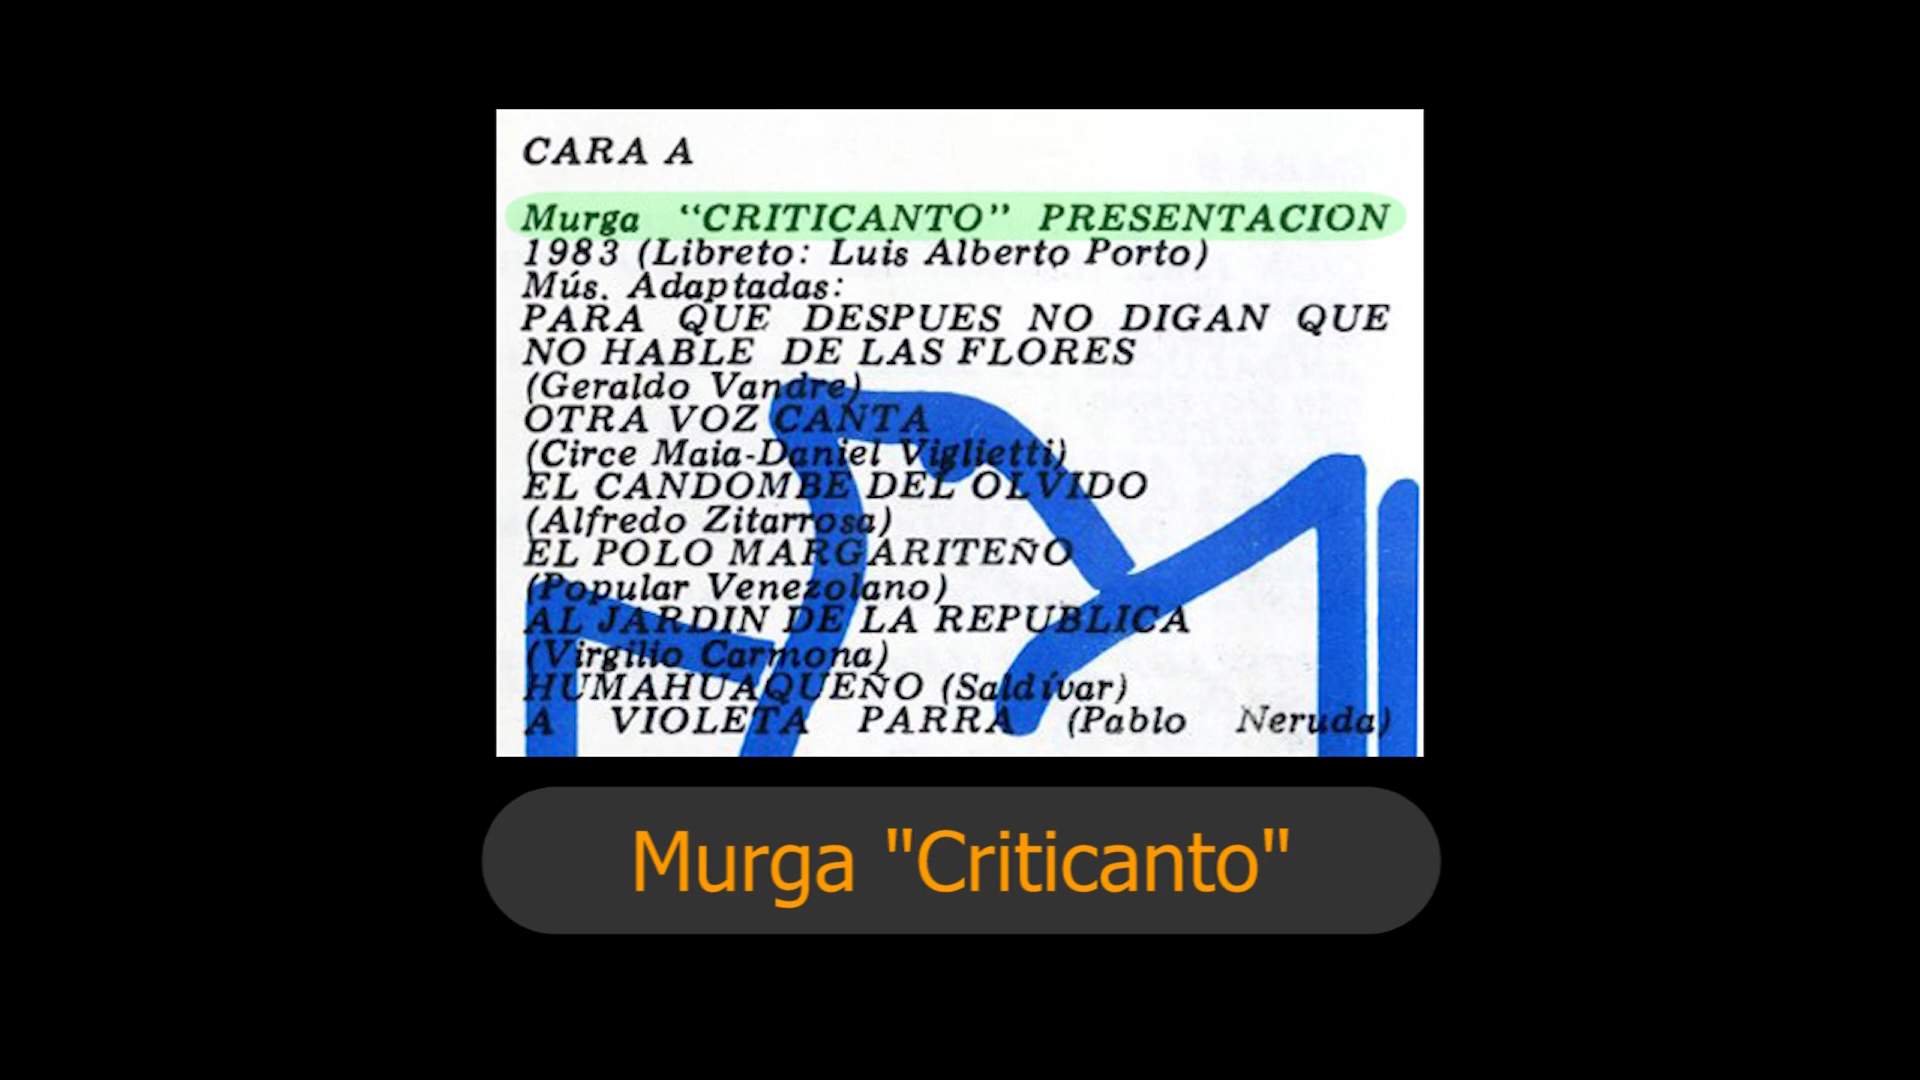 CARA A
Murga “CRITICANTO” PRESENTACION
1983 (Libreto: Luis Alberto Porto)
Mús. Adaptadas:
PARA QUE DESPUES NO DIGAN QUE
NO HABLE DE LAS FLORES
(Geraldo Vandre)
OTRA VOZ CANTA
(Circe Maia-Daniel Viglietti)
EL CANDOMBE DEL OLVIDO
(Alfredo Zitarrosa)
EL POLO MARGARITEÑO
(Popular Venezolano)
AL JARDIN DE LA REPUBLICA
(Virgilio Carmona)
HUMAHUAQUEÑO (Saldívar)
A VIOLETA PARRA (Pablo Neruda)
Murga "Criticanto"